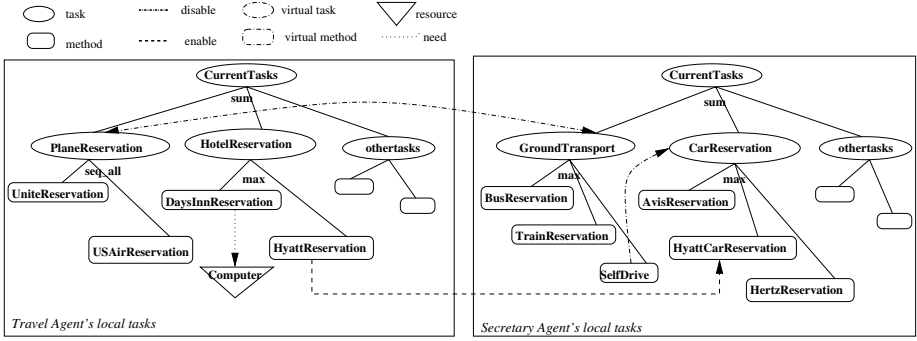 task
disable
virtual task
resource
method
enable
virtual method
need
CurrentTasks
sum
PlaneReservation
HotelReservation
othertasks
seq_all
max
UniteReservation
DaysInnReservation
USAirReservation
HyattReservation
Computer
Travel Agent's local tasks
CurrentTasks
sum
GroundTransport
CarReservation
othertasks
max
max
BusReservation
AvisReservation
TrainReservation
HyattCarReservation
SelfDrive
HertzReservation
Secretary Agent's local tasks